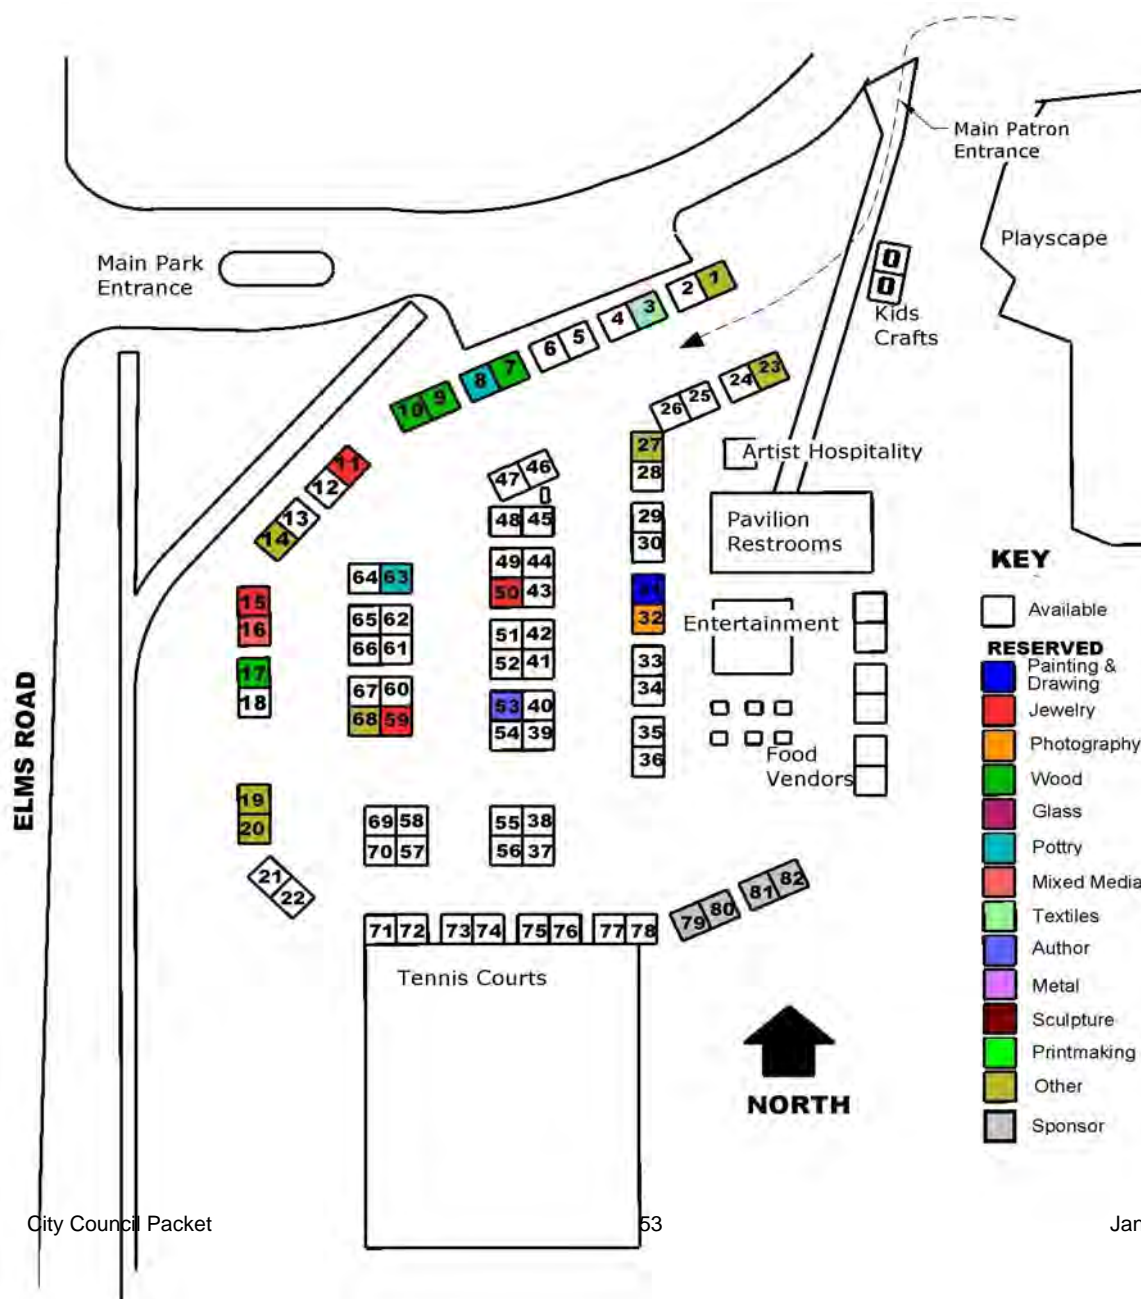 Main Patron
Entrance
Playscape
Main Park
Entrance
0
0
Kids
Crafts
2 1
4 3
6 5
8 7
10 9
24 23
26 25
27
28
Artist Hospitality
11
12
13
14
47 46
48 45
29
30
Pavilion
Restrooms
49 44
50 43
64 63
65 62
66 61
67 60
68 59
15
16
17
18
51 42
52 41
53 40
54 39
31
32
33
34
35
36
Entertainment
Food
Vendors
19
20
21
22
69 58
70 57
55 38
56 37
71 72 73 74 75 76 77 78
79 80
81 82
Tennis Courts
ELMS ROAD
NORTH
KEY
Available
RESERVED
Painting &
Drawing
Jewelry
Photography
Wood
Glass
Pottry
Mixed Media
Textiles
Author
Metal
Sculpture
Printmaking
Other
Sponsor
City Council Packet
53
Jan